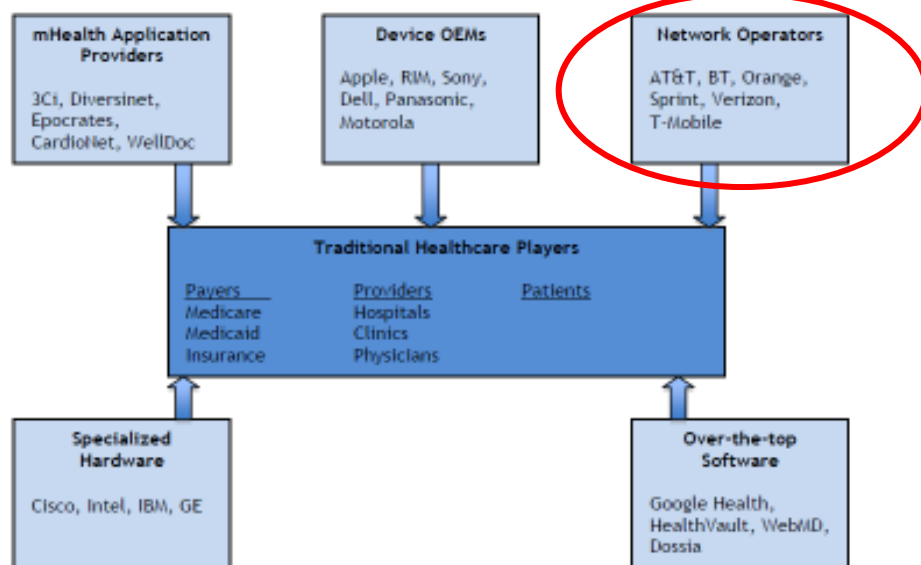 mHealth Application
Providers
3Ci, Diversinet,
Epocrates,
CardioNet, WellDoc
Device OEMs
Apple, RIM, Sony,
Dell, Panasonic,
Motorola
Network Operators
AT&T, BT, Orange,
Sprint, Verizon,
T-Mobile
Traditional Healthcare Players
Payers
Medicare
Medicaid
Insurance
Providers
Hospitals
Clinics
Physicians
Patients
Specialized
Hardware
Cisco, Intel, IBM, GE
Over-the-top
Software
Google Health,
HealthVault, WebMD,
Dossia